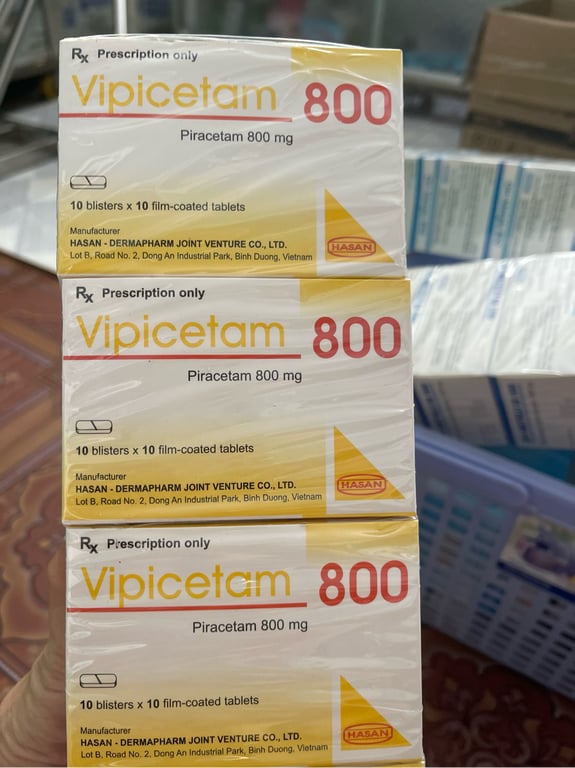 Rx Prescription only
Vipicetam 800
Piracetam 800 mg
10 blisters x 10 film-coated tablets
Manufacturer
HASAN - DERMAPHARM JOINT VENTURE CO., LTD.
Lot B, Road No. 2, Dong An Industrial Park, Binh Duong, Vietnam
HASAN
Rx Prescription only
Vipicetam 800
Piracetam 800 mg
10 blisters x 10 film-coated tablets
Manufacturer
HASAN - DERMAPHARM JOINT VENTURE CO., LTD.
Lot B, Road No. 2, Dong An Industrial Park, Binh Duong, Vietnam
HASAN
Rx Prescription only
Vipicetam 800
Piracetam 800 mg
10 blisters x 10 film-coated tablets
Manufacturer
HASAN - DERMAPHARM JOINT VENTURE CO., LTD.
Lot B, Road No. 2, Dong An Industrial Park, Binh Duong, Vietnam
HASAN